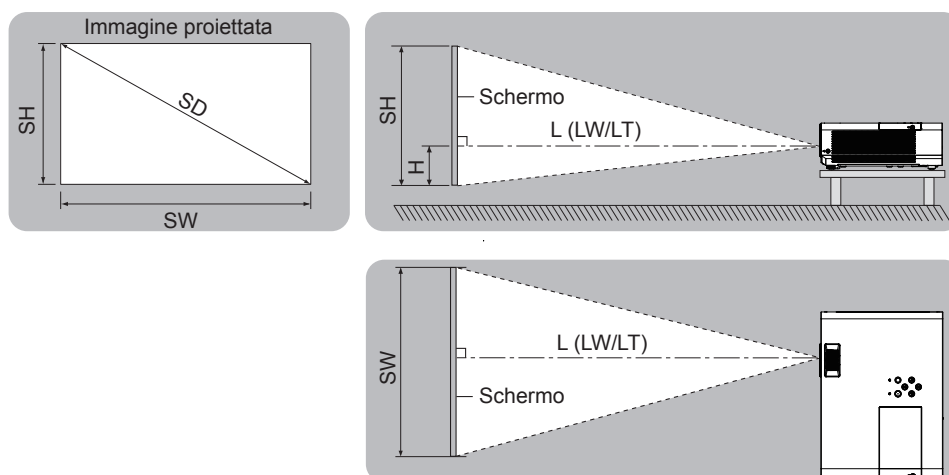 Immagine proiettata
SH
SD
SW
SH
Schermo
L (LW/LT)
H
SW
L (LW/LT)
Schermo